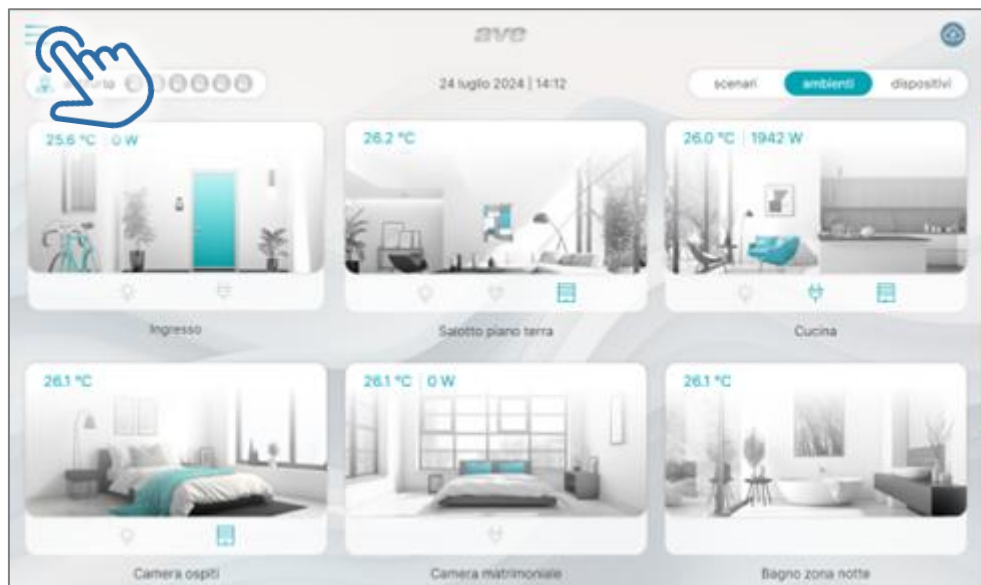 ave
24 luglio 2024 | 14:12
scenari ambienti dispositivi
25.6 °C | 0 W
26.2 °C
26.0 °C | 1942 W
Ingresso
Salotto piano terra
Cucina
26.1 °C
26.1 °C | 0 W
26.1 °C
Camera ospiti
Camera matrimoniale
Bagno zona notte